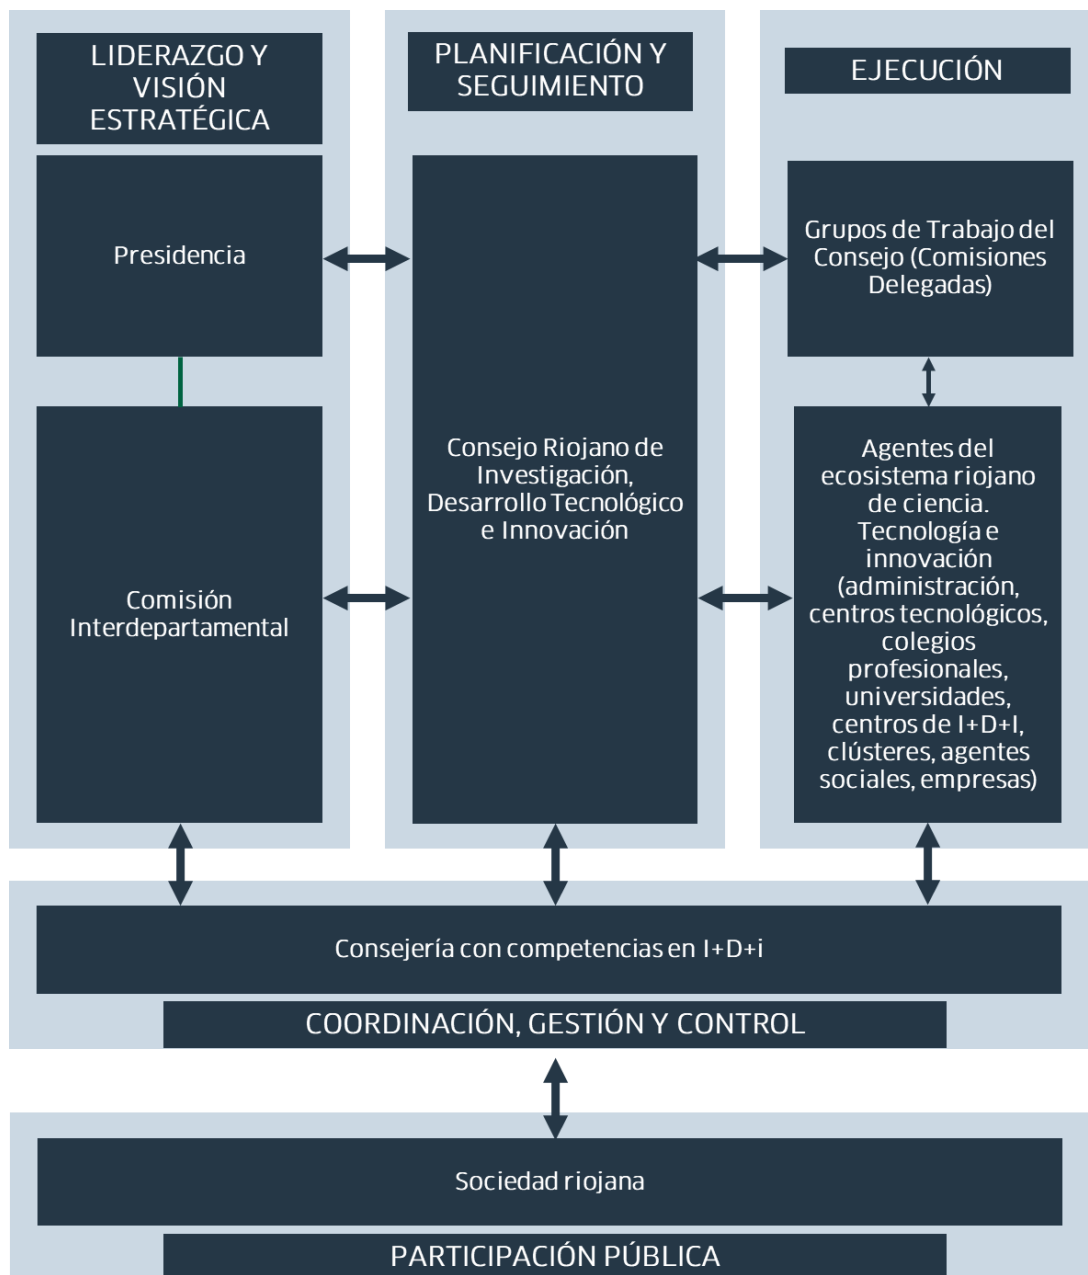 LIDERAZGO Y
VISIÓN
ESTRATÉGICA
Presidencia
Comisión
Interdepartamental
PLANIFICACIÓN Y
SEGUIMIENTO
Consejo Riojano de
Investigación,
Desarrollo Tecnológico
e Innovación
EJECUCIÓN
Grupos de Trabajo del
Consejo (Comisiones
Delegadas)
Agentes del
ecosistema riojano
de ciencia.
Tecnología e
innovación
(administración,
centros tecnológicos,
colegios
profesionales,
universidades,
centros de I+D+I,
clústeres, agentes
sociales, empresas)
Consejería con competencias en I+D+i
COORDINACIÓN, GESTIÓN Y CONTROL
Sociedad riojana
PARTICIPACIÓN PÚBLICA